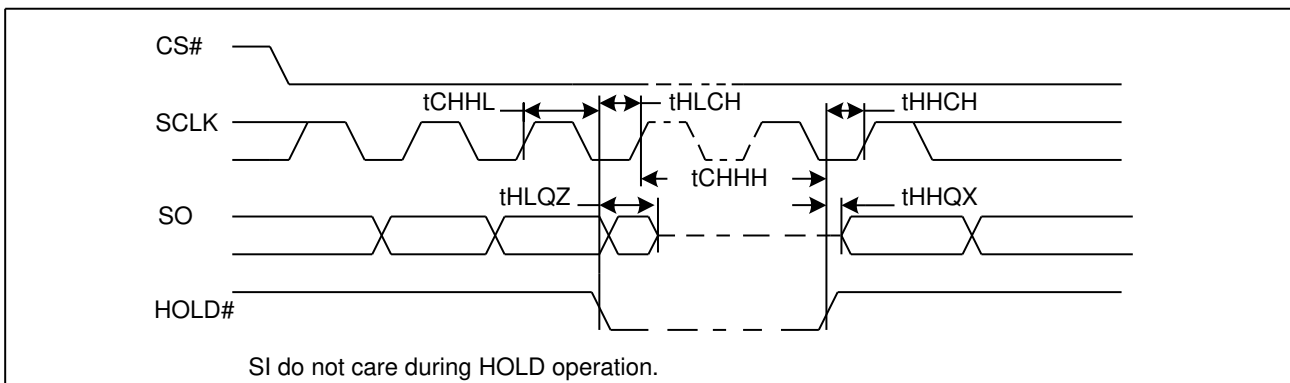 CS#
tCHHL
tHLCH
tHHCH
SCLK
tCHHH
tHLQZ
tHHQX
SO
HOLD#
SI do not care during HOLD operation.